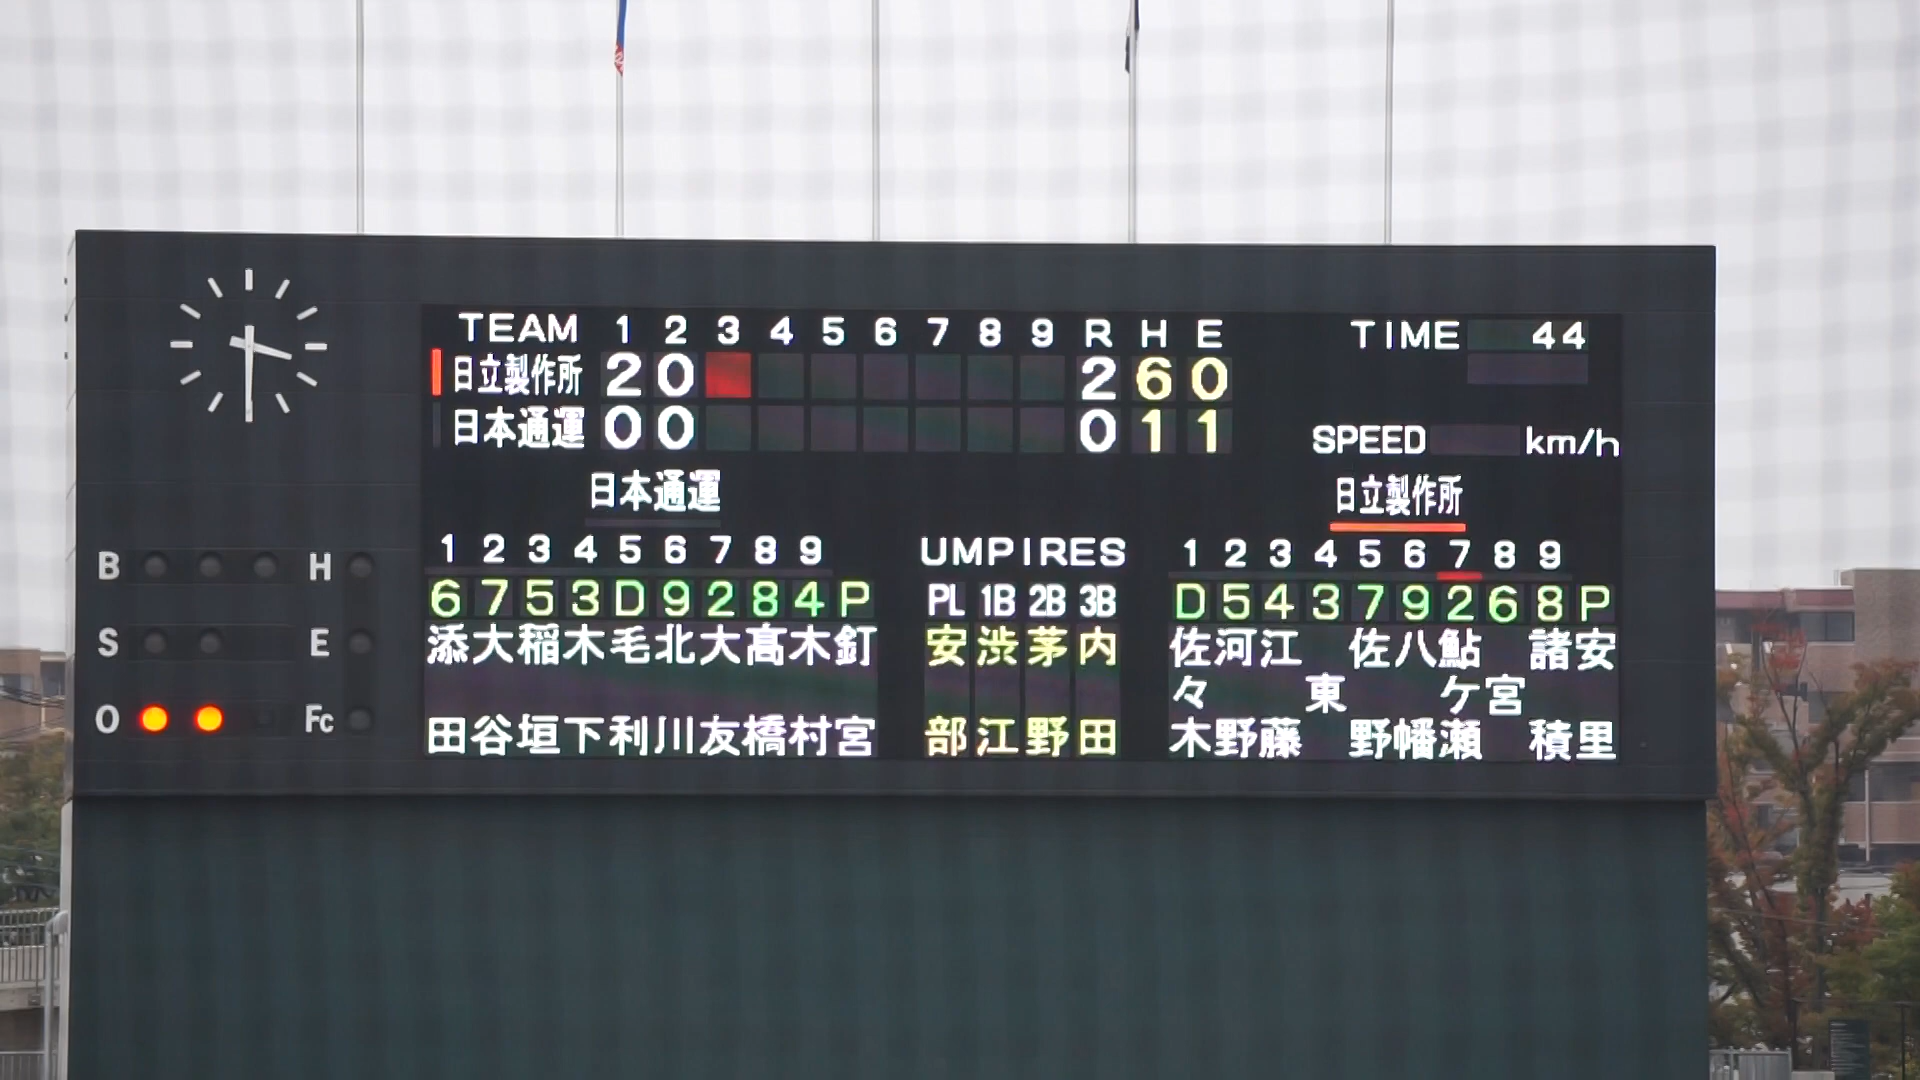 TEAM 1 2 3 4 5 6 7 8 9 R H E TIME 44
日立製作所 2 0 2 6 0
日本通運 0 0 0 1 1
SPEED km/h
日本通運
1 2 3 4 5 6 7 8 9
6 7 5 3 D 9 2 8 4 P
添田 大谷 稲垣 木下 毛利 北川 大友 髙橋 木村 釘宮
UMPIRES
PL 1B 2B 3B
安部 渋江 茅野 内田
日立製作所
1 2 3 4 5 6 7 8 9
D 5 4 3 7 9 2 6 8 P
佐々木 河野 江藤 東 佐野 八幡 鮎ケ瀬 宮 諸積 安里
B H
S E
O Fc